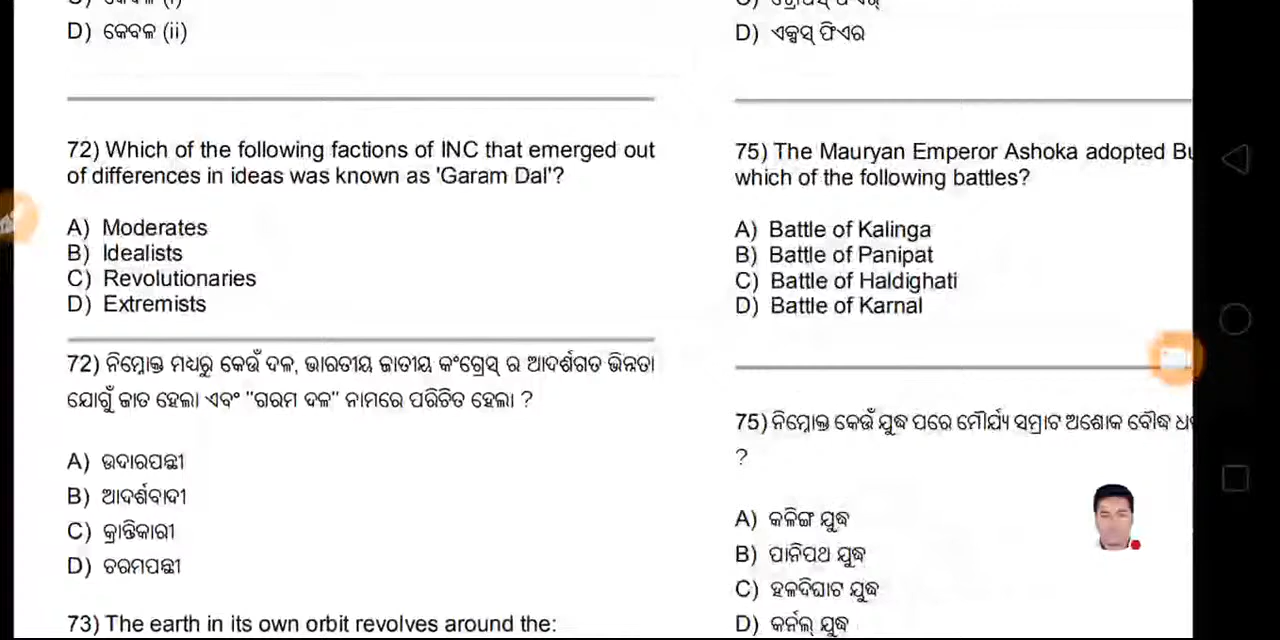 D) କେବଳ (ii)
72) Which of the following factions of INC that emerged out
of differences in ideas was known as 'Garam Dal'?
A) Moderates
B) Idealists
C) Revolutionaries
D) Extremists
72) ନିମ୍ନୋକ୍ତ ମଧ୍ୟରୁ କେଉଁ ଦଳ, ଭାରତୀୟ ଜାତୀୟ କଂଗ୍ରେସ୍ ର ଆଦର୍ଶଗତ ଭିନ୍ନତା
ଯୋଗୁଁ ଜାତ ହେଲା ଏବଂ "ଗରମ ଦଳ" ନାମରେ ପରିଚିତ ହେଲା ?
A) ଉଦାରପନ୍ଥୀ
B) ଆଦର୍ଶବାଦୀ
C) କ୍ରାନ୍ତିକାରୀ
D) ଚରମପନ୍ଥୀ
73) The earth in its own orbit revolves around the:
D) ଏକ୍ସୋସ୍ ଫିଏର
75) The Mauryan Emperor Ashoka adopted Bu
which of the following battles?
A) Battle of Kalinga
B) Battle of Panipat
C) Battle of Haldighati
D) Battle of Karnal
75) ନିମ୍ନୋକ୍ତ କେଉଁ ଯୁଦ୍ଧ ପରେ ମୌର୍ଯ୍ୟ ସମ୍ରାଟ ଅଶୋକ ବୌଦ୍ଧ ଧ
?
A) କଳିଙ୍ଗ ଯୁଦ୍ଧ
B) ପାନିପଥ ଯୁଦ୍ଧ
C) ହଳଦିଘାଟ ଯୁଦ୍ଧ
D) କର୍ନଲ୍ ଯୁଦ୍ଧ